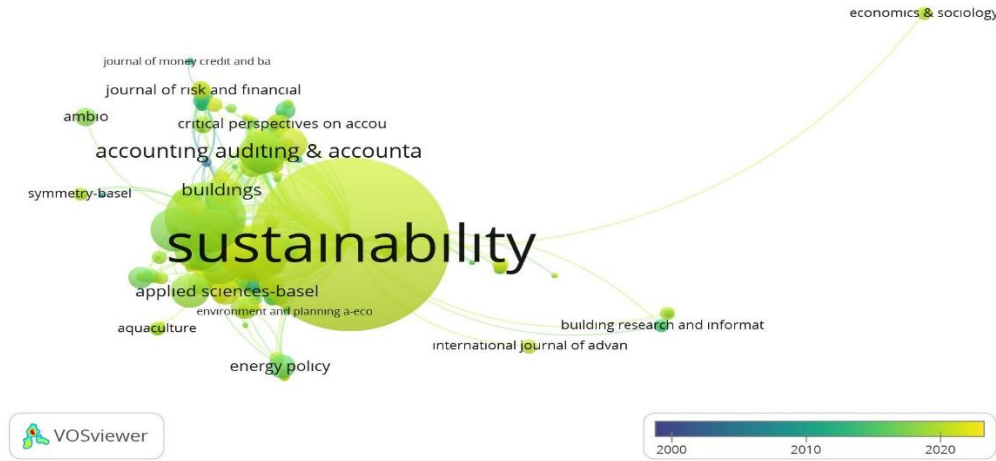 economics & sociology
journal of money credit and ba
journal of risk and financial
ambio
critical perspectives on accou
accounting auditing & accounta
buildings
symmetry-basel
sustainability
applied sciences-basel
environment and planning a-eco
aquaculture
building research and informat
international journal of advan
energy policy
VOSviewer
2000
2010
2020